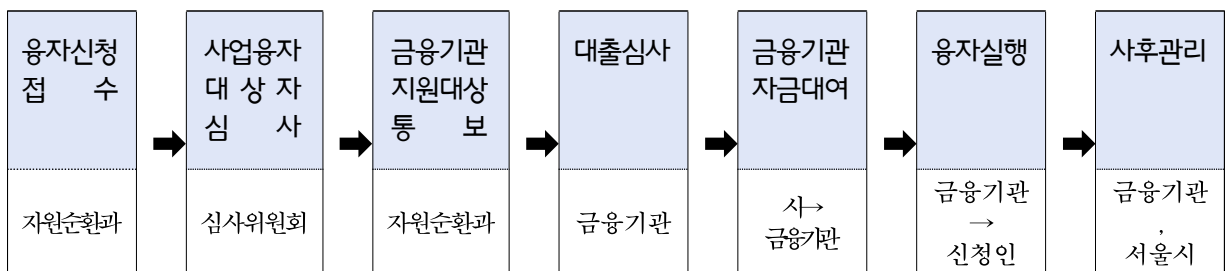 융자신청
접 수
자원순환과
사업융자
대 상 자
심 사
심사위원회
금융기관
지원대상
통 보
자원순환과
대출심사
금융기관
금융기관
자금대여
시→
금융기관
융자실행
금융기관
→
신청인
사후관리
금융기관
,
서울시